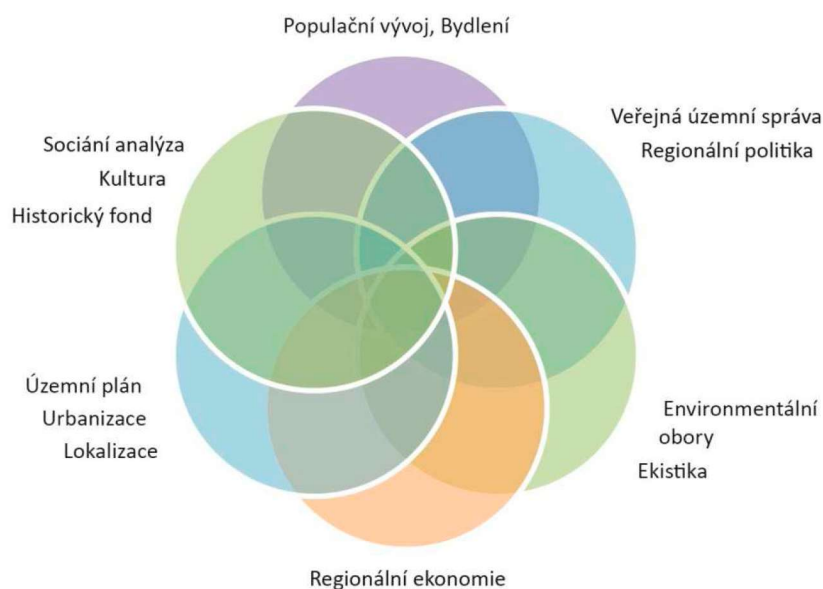 Populační vývoj, Bydlení
Veřejná územní správa
Regionální politika
Sociání analýza
Kultura
Historický fond
Územní plán
Urbanizace
Lokalizace
Environmentální
obory
Ekistika
Regionální ekonomie